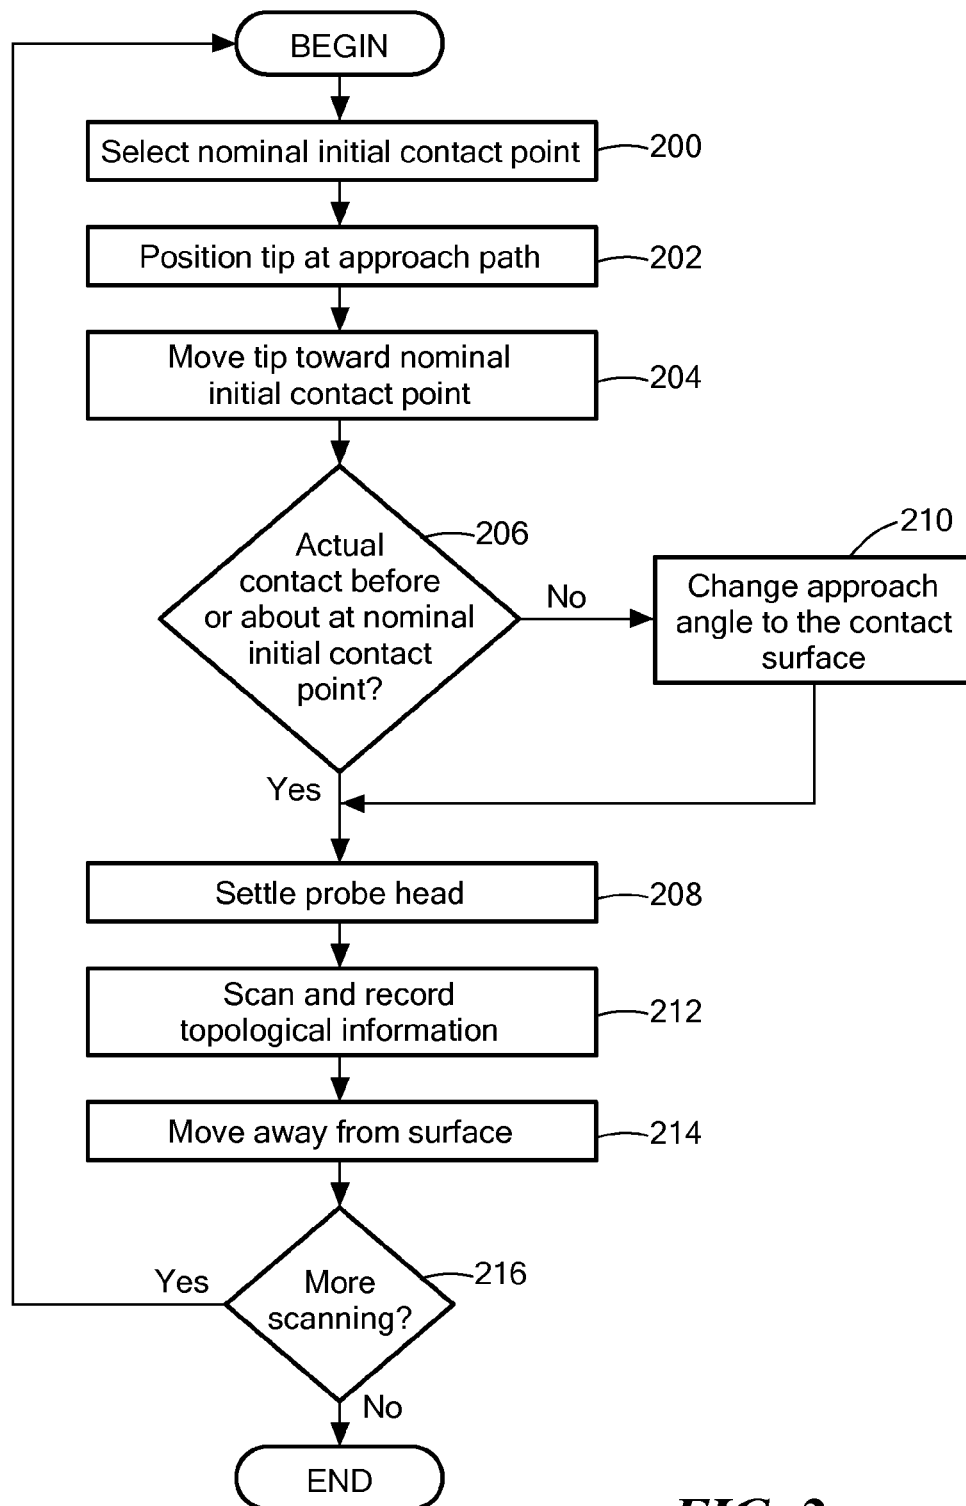 BEGIN
Select nominal initial contact point
200
Position tip at approach path
202
Move tip toward nominal
initial contact point
204
Actual
contact before
or about at nominal
initial contact
point?
206
No
210
Change approach
angle to the contact
surface
Yes
Settle probe head
208
Scan and record
topological information
212
Move away from surface
214
More
scanning?
216
Yes
No
END
FIG. 2